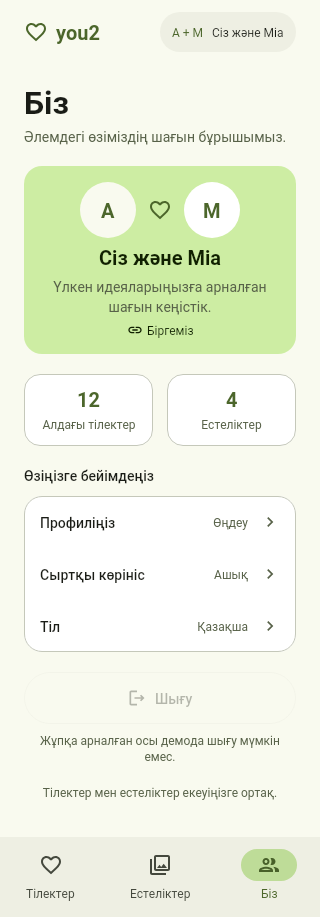 you2
A + M Сіз және Миа
Біз
Әлемдегі өзіміздің шағын бұрышымыз.
A
M
Сіз және Миа
Үлкен идеяларыңызға арналған
шағын кеңістік.
Біргеміз
12
Алдағы тілектер
4
Естеліктер
Өзіңізге бейімдеңіз
Профиліңіз
Өңдеу
Сыртқы көрініс
Ашық
Тіл
Қазақша
Шығу
Жұпқа арналған осы демода шығу мүмкін
емес.
Тілектер мен естеліктер екеуіңізге ортақ.
Тілектер
Естеліктер
Біз